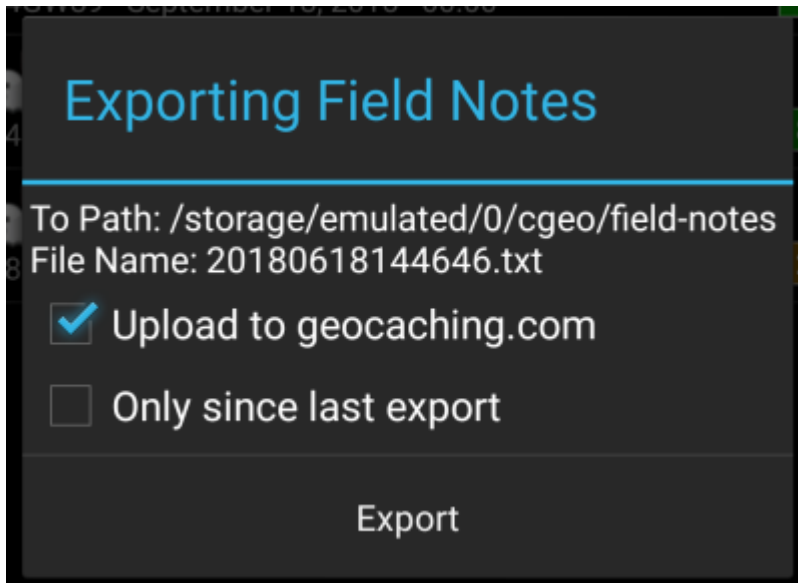 Exporting Field Notes
To Path: /storage/emulated/0/cgeo/field-notes
File Name: 20180618144646.txt
Upload to geocaching.com
Only since last export
Export